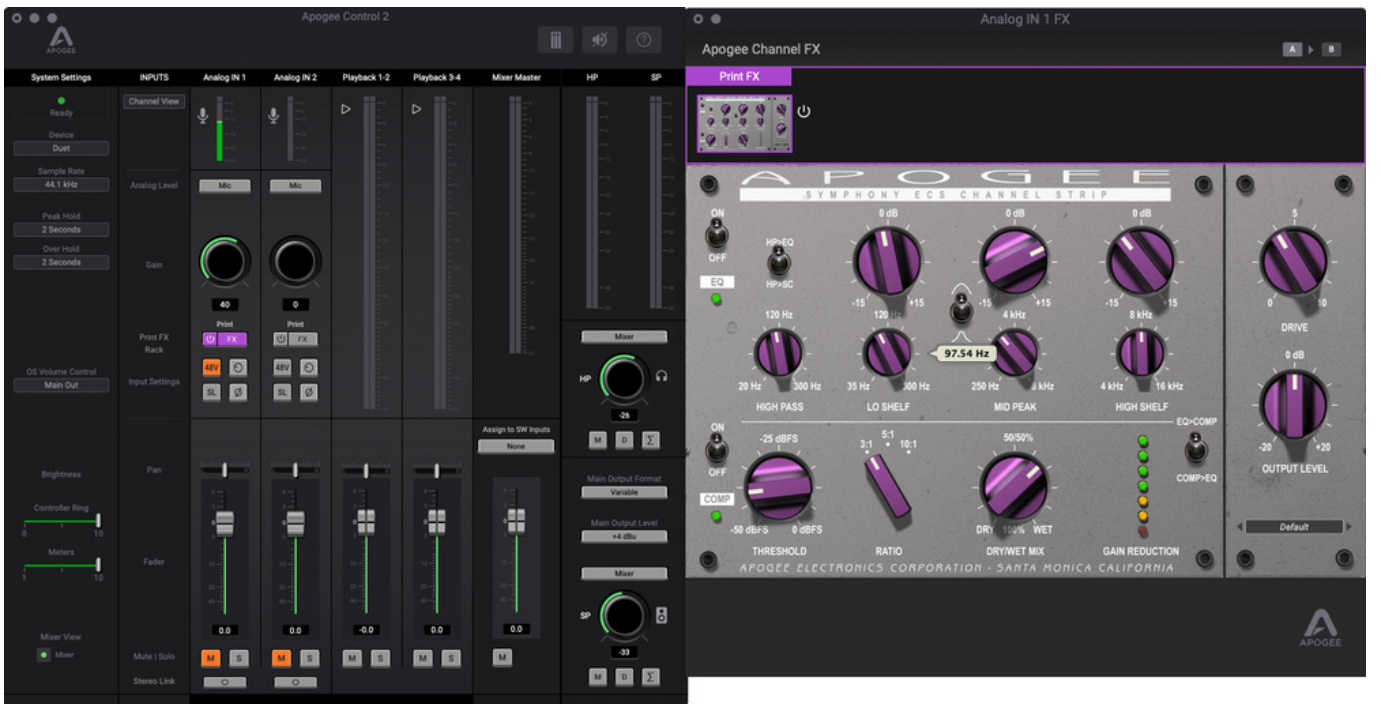 Apogee Control 2
APOGEE
System Settings
INPUTS
Analog IN 1
Analog IN 2
Playback 1-2
Playback 3-4
Mixer Master
HP
SP
Ready
Device
Duet
Sample Rate
44.1 kHz
Peak Hold
2 Seconds
Over Hold
2 Seconds
OS Volume Control
Main Out
Brightness
Controller Ring
0 10
Meters
1 10
Mixer View
Mixer
Channel View
Analog Level
Gain
Print FX
Rack
Input Settings
Pan
Fader
Mute | Solo
Stereo Link
Mic
40
Print
FX
48V
SL Ø
0.0
M S
Mic
0
Print
FX
48V
SL Ø
0.0
M S
-0.0
M S
0.0
M S
Assign to SW Inputs
None
0.0
M
Mixer
HP
-26
M D Σ
Main Output Format
Variable
Main Output Level
+4 dBu
Mixer
SP
-33
M D Σ
Analog IN 1 FX
Apogee Channel FX
A B
Print FX
APOGEE
SYMPHONY ECS CHANNEL STRIP
ON
OFF
EQ
HP>EQ
HP>SC
0 dB
-15 +15
0 dB
-15 +15
0 dB
-15 +15
120 Hz
20 Hz 300 Hz
HIGH PASS
120
35 Hz 300 Hz
LO SHELF
97.54 Hz
4 kHz
250 Hz kHz
MID PEAK
8 kHz
4 kHz 16 kHz
HIGH SHELF
ON
OFF
COMP
-25 dBFS
-50 dBFS 0 dBFS
THRESHOLD
3:1 5:1 10:1
RATIO
50/50%
DRY 100% WET
DRY/WET MIX
GAIN REDUCTION
EQ>COMP
COMP>EQ
APOGEE ELECTRONICS CORPORATION - SANTA MONICA CALIFORNIA
5
0 10
DRIVE
0 dB
-20 +20
OUTPUT LEVEL
Default
APOGEE